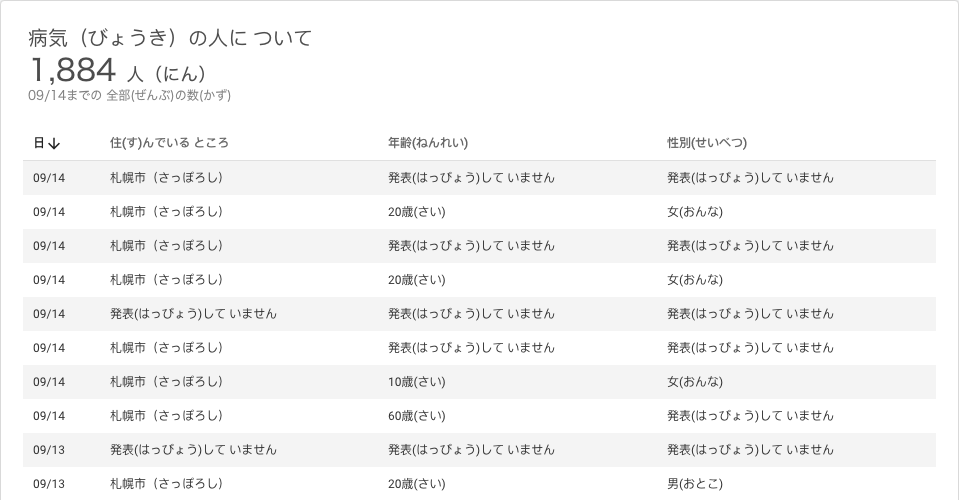 病気（びょうき）の人に ついて
1,884 人（にん）
09/14までの 全部(ぜんぶ)の数(かず)
日↓ 住(す)んでいる ところ 年齢(ねんれい) 性別(せいべつ)
09/14 札幌市（さっぽろし） 発表(はっぴょう)して いません 発表(はっぴょう)して いません
09/14 札幌市（さっぽろし） 20歳(さい) 女(おんな)
09/14 札幌市（さっぽろし） 発表(はっぴょう)して いません 発表(はっぴょう)して いません
09/14 札幌市（さっぽろし） 20歳(さい) 女(おんな)
09/14 発表(はっぴょう)して いません 発表(はっぴょう)して いません 発表(はっぴょう)して いません
09/14 札幌市（さっぽろし） 発表(はっぴょう)して いません 発表(はっぴょう)して いません
09/14 札幌市（さっぽろし） 10歳(さい) 女(おんな)
09/14 札幌市（さっぽろし） 60歳(さい) 発表(はっぴょう)して いません
09/13 発表(はっぴょう)して いません 発表(はっぴょう)して いません 発表(はっぴょう)して いません
09/13 札幌市（さっぽろし） 20歳(さい) 男(おとこ)